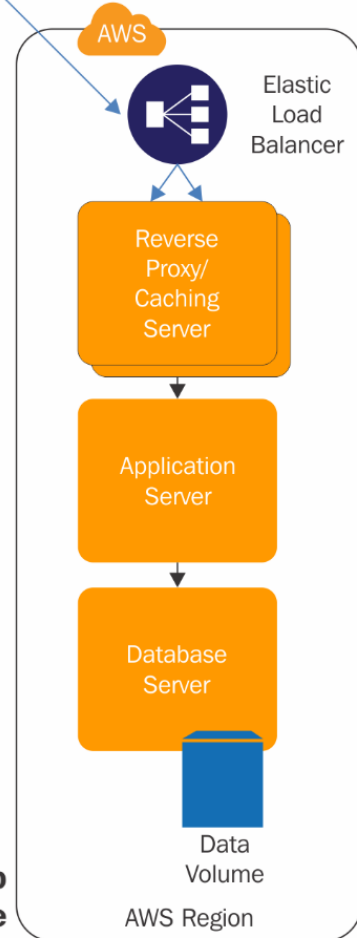 AWS
Elastic
Load
Balancer
Reverse
Proxy/
Caching
Server
Application
Server
Database
Server
Data
Volume
AWS Region